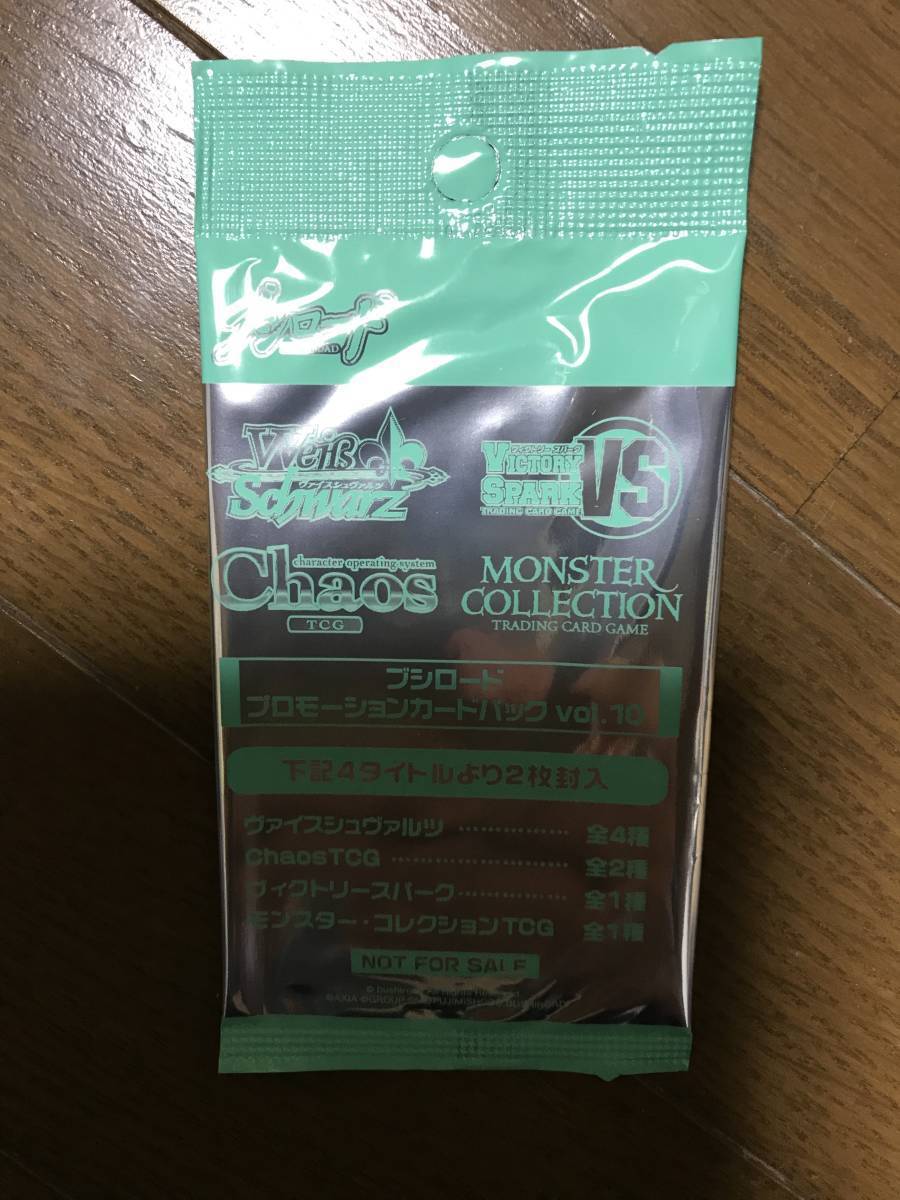 ブシロード
Weiß
ヴァイスシュヴァルツ
Schwarz
ヴィクトリースパーク
VICTORY
SPARK
VS
TRADING CARD GAME
character operating system
Chaos
TCG
MONSTER
COLLECTION
TRADING CARD GAME
ブシロード
プロモーションカードパック vol.10
下記4タイトルより2枚封入
ヴァイスシュヴァルツ ……………… 全4種
ChaosTCG ……………………… 全2種
ヴィクトリースパーク …………… 全1種
モンスター・コレクションTCG 全1種
NOT FOR SALE
© bushiroad All Rights Reserved.